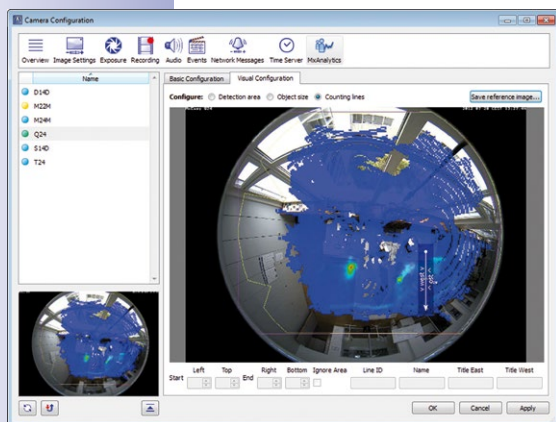 Camera Configuration
Overview Image Settings Exposure Recording Audio Events Network Messages Time Server MxAnalytics
Name
D14D
M22M
M24M
Q24
S14D
T24
Basic Configuration Visual Configuration
Configure: Detection area Object size Counting lines Save reference image...
Left Top Right Bottom Ignore Area Line ID Name Title East Title West
Start End
OK Cancel Apply